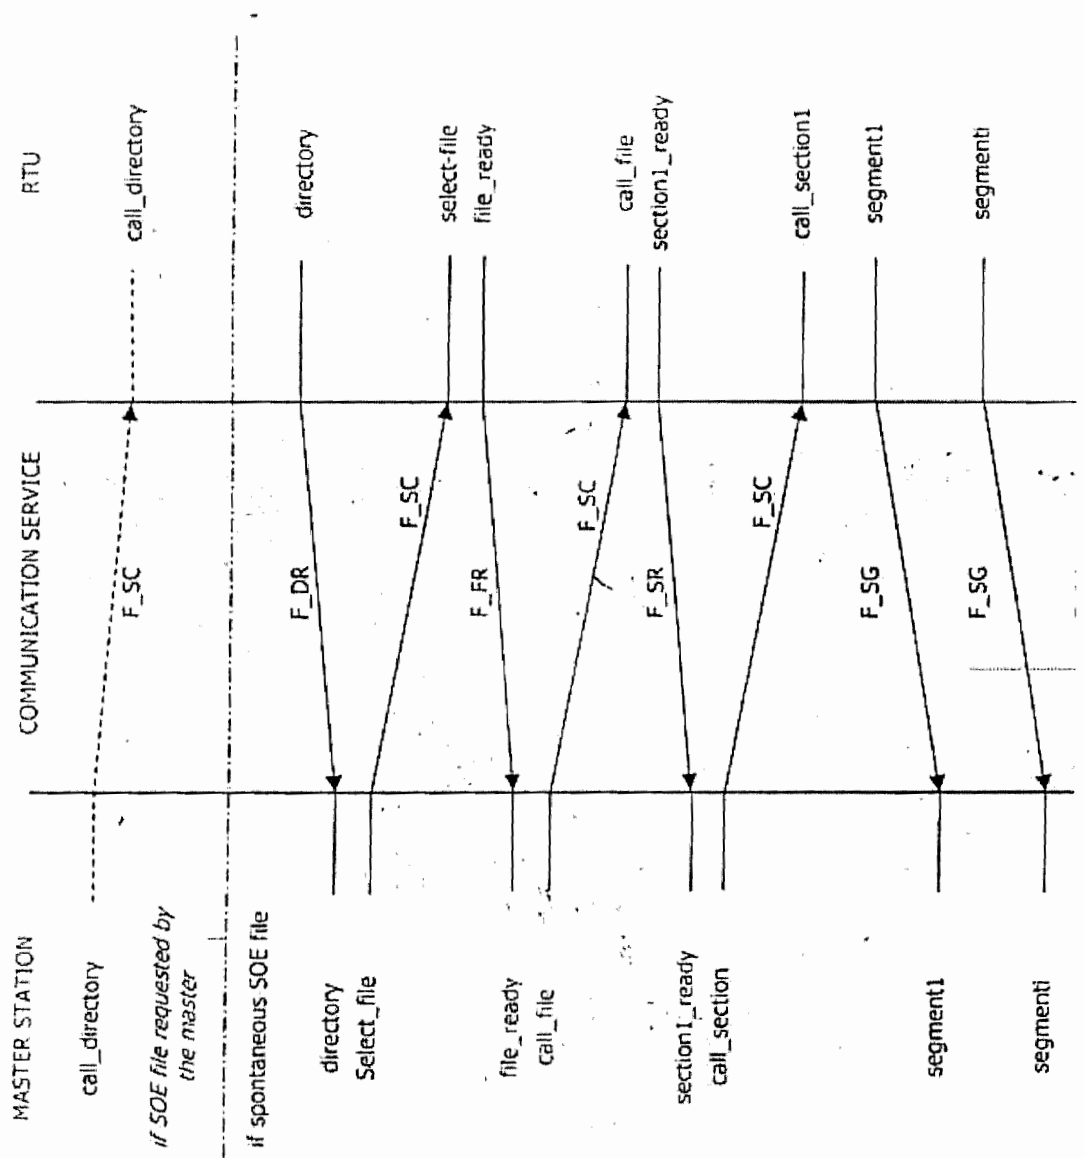 MASTER STATION
COMMUNICATION SERVICE
RTU
call_directory
F_SC
call_directory
if SOE file requested by
the master
if spontaneous SOE file
directory
F_DR
directory
Select_file
F_SC
select-file
file_ready
F_FR
file_ready
call_file
F_SC
call_file
section1_ready
F_SR
section1_ready
call_section
F_SC
call_section1
segment1
F_SG
segment1
segmenti
F_SG
segmenti